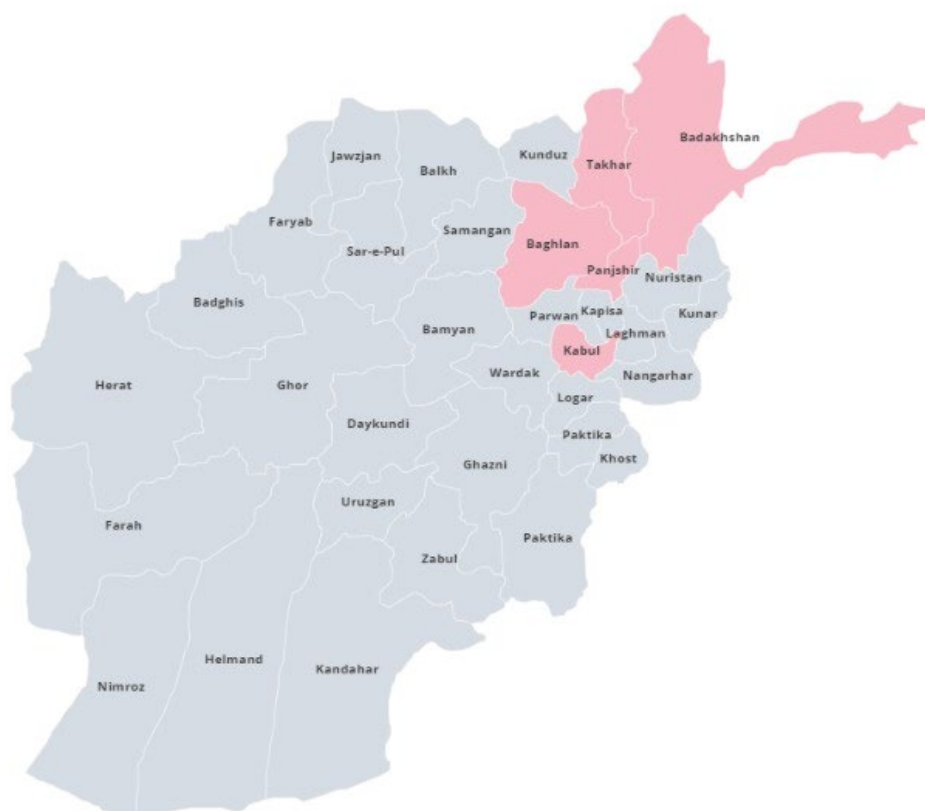 Badakhshan
Jawzjan
Balkh
Kunduz
Takhar
Faryab
Samangan
Sar-e-Pul
Baghlan
Panjshir
Nuristan
Badghis
Parwan
Kapisa
Kunar
Bamyan
Laghman
Kabul
Herat
Ghor
Wardak
Nangarhar
Logar
Daykundi
Paktika
Khost
Ghazni
Uruzgan
Farah
Paktika
Zabul
Helmand
Kandahar
Nimroz